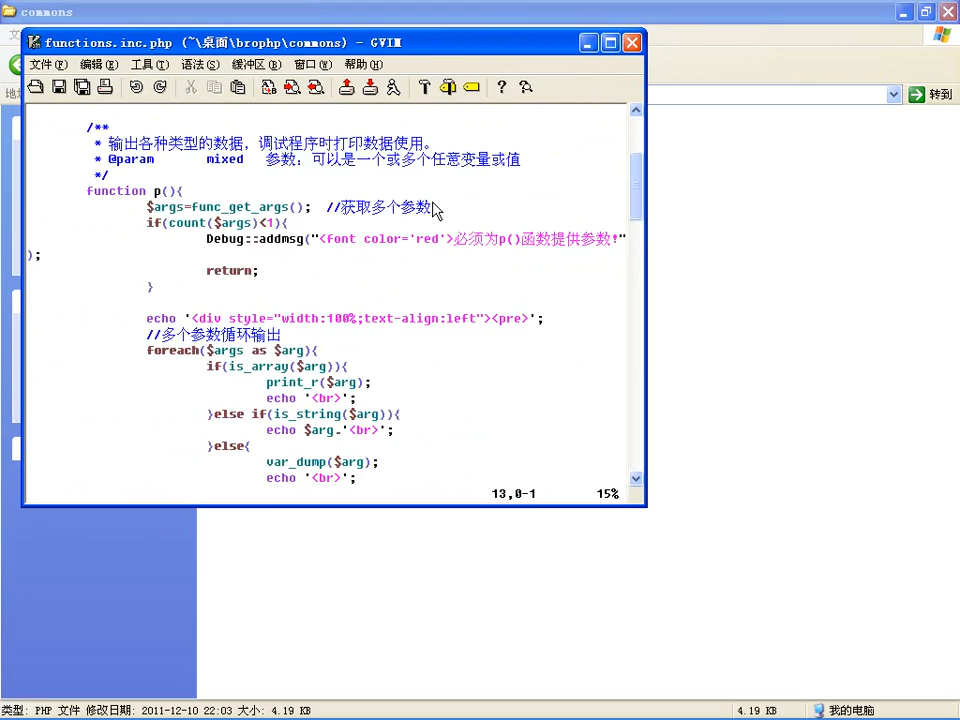 commons
functions.inc.php (~\桌面\brophp\commons) - GVIM
文件(F) 编辑(E) 工具(T) 语法(S) 缓冲区(B) 窗口(W) 帮助(H)
转到
/**
* 输出各种类型的数据，调试程序时打印数据使用。
* @param mixed 参数：可以是一个或多个任意变量或值
*/
function p(){
$args=func_get_args(); //获取多个参数
if(count($args)<1){
Debug::addmsg("<font color='red'>必须为p()函数提供参数!"
);
return;
}
echo '<div style="width:100%;text-align:left"><pre>';
//多个参数循环输出
foreach($args as $arg){
if(is_array($arg)){
print_r($arg);
echo '<br>';
}else if(is_string($arg)){
echo $arg.'<br>';
}else{
var_dump($arg);
echo '<br>';
13,0-1 15%
类型: PHP 文件 修改日期: 2011-12-10 22:03 大小: 4.19 KB 4.19 KB 我的电脑